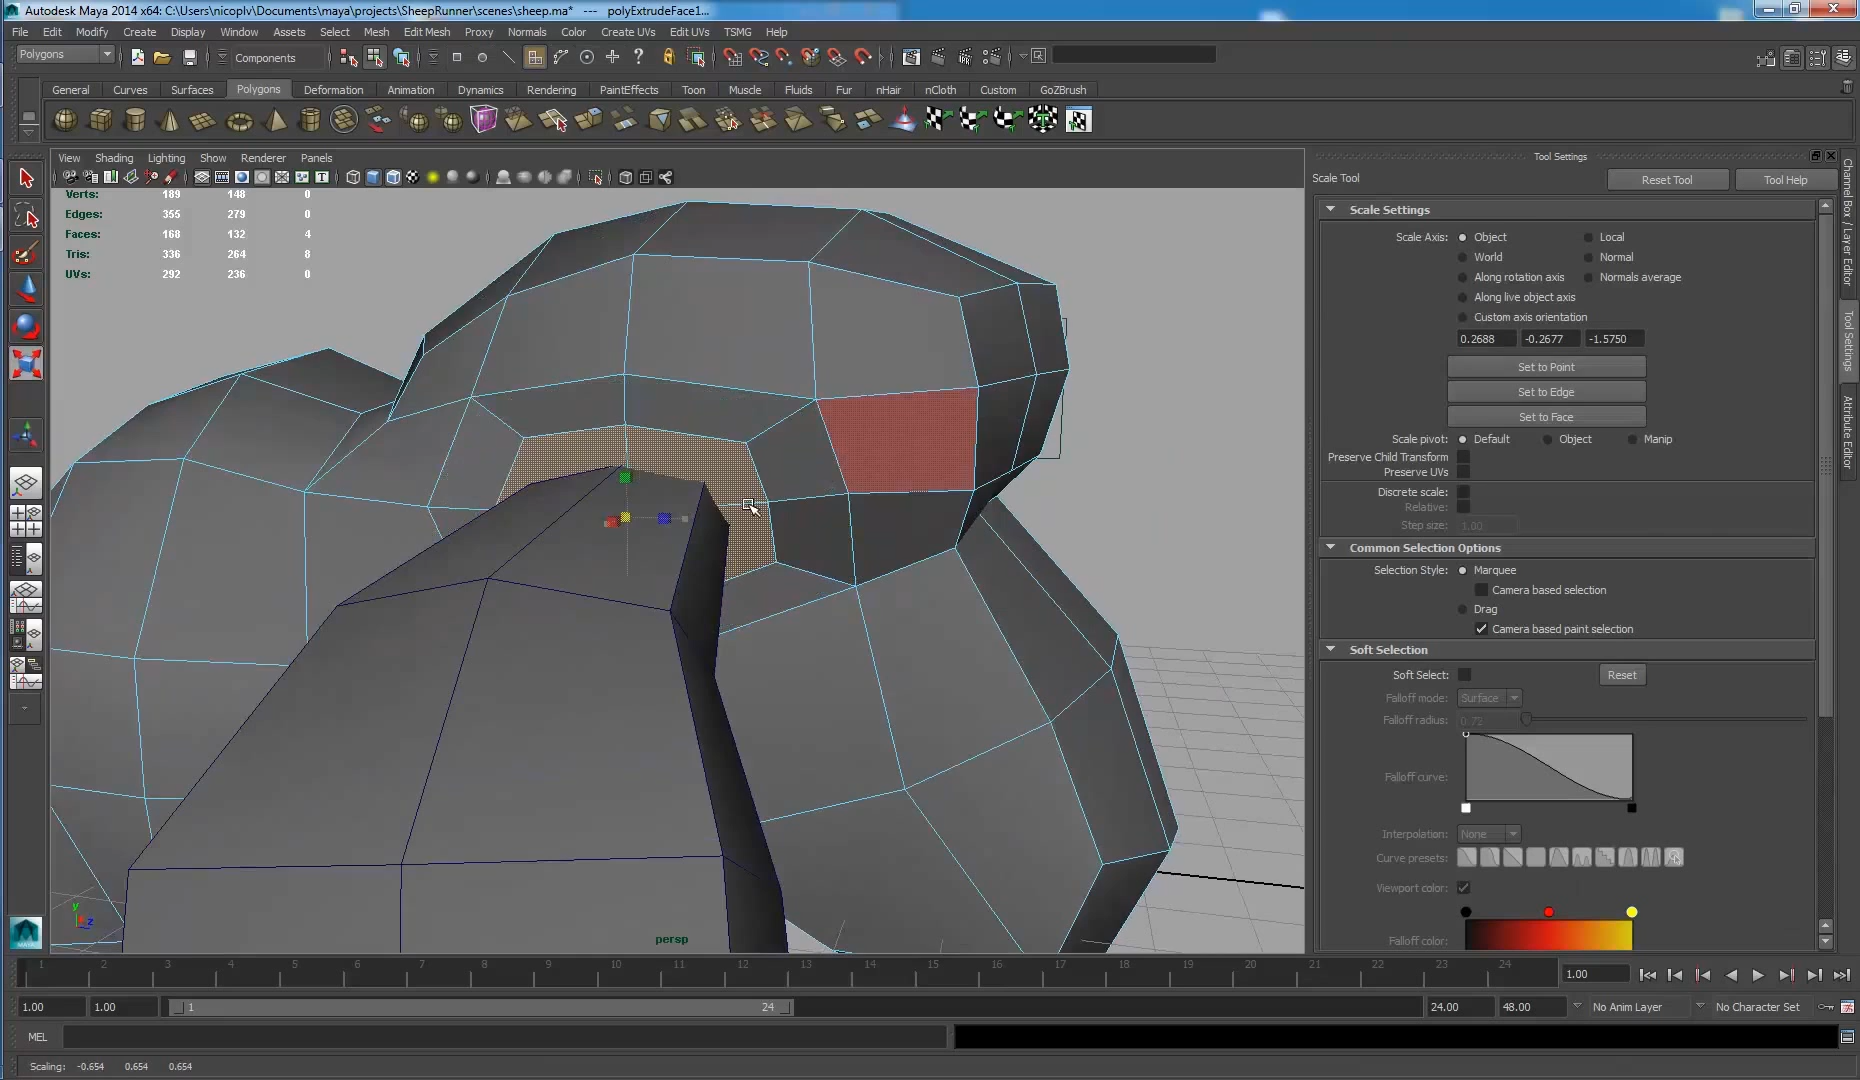 Autodesk Maya 2014 x64: C:\Users\nicoplv\Documents\maya\projects\SheepRunner\scenes\sheep.ma* --- polyExtrudeFace1...
File Edit Modify Create Display Window Assets Select Mesh Edit Mesh Proxy Normals Color Create UVs Edit UVs TSMG Help
Polygons Components
General Curves Surfaces Polygons Deformation Animation Dynamics Rendering PaintEffects Toon Muscle Fluids Fur nHair nCloth Custom GoZBrush
View Shading Lighting Show Renderer Panels
Verts: 189 148 0
Edges: 355 279 0
Faces: 168 132 4
Tris: 336 264 8
UVs: 292 236 0
persp
Tool Settings
Scale Tool Reset Tool Tool Help
Scale Settings
Scale Axis: Object Local
World Normal
Along rotation axis Normals average
Along live object axis
Custom axis orientation
0.2688 -0.2677 -1.5750
Set to Point
Set to Edge
Set to Face
Scale pivot: Default Object Manip
Preserve Child Transform
Preserve UVs
Discrete scale:
Relative:
Step size: 1.00
Common Selection Options
Selection Style: Marquee
Camera based selection
Drag
Camera based paint selection
Soft Selection
Soft Select: Reset
Falloff mode: Surface
Falloff radius: 0.72
Falloff curve:
Interpolation: None
Curve presets:
Viewport color:
Falloff color:
Channel Box / Layer Editor
Tool Settings
Attribute Editor
1 2 3 4 5 6 7 8 9 10 11 12 13 14 15 16 17 18 19 20 21 22 23 24 1.00
1.00 1.00 1 24 24.00 48.00 No Anim Layer No Character Set
MEL
Scaling: -0.654 0.654 0.654